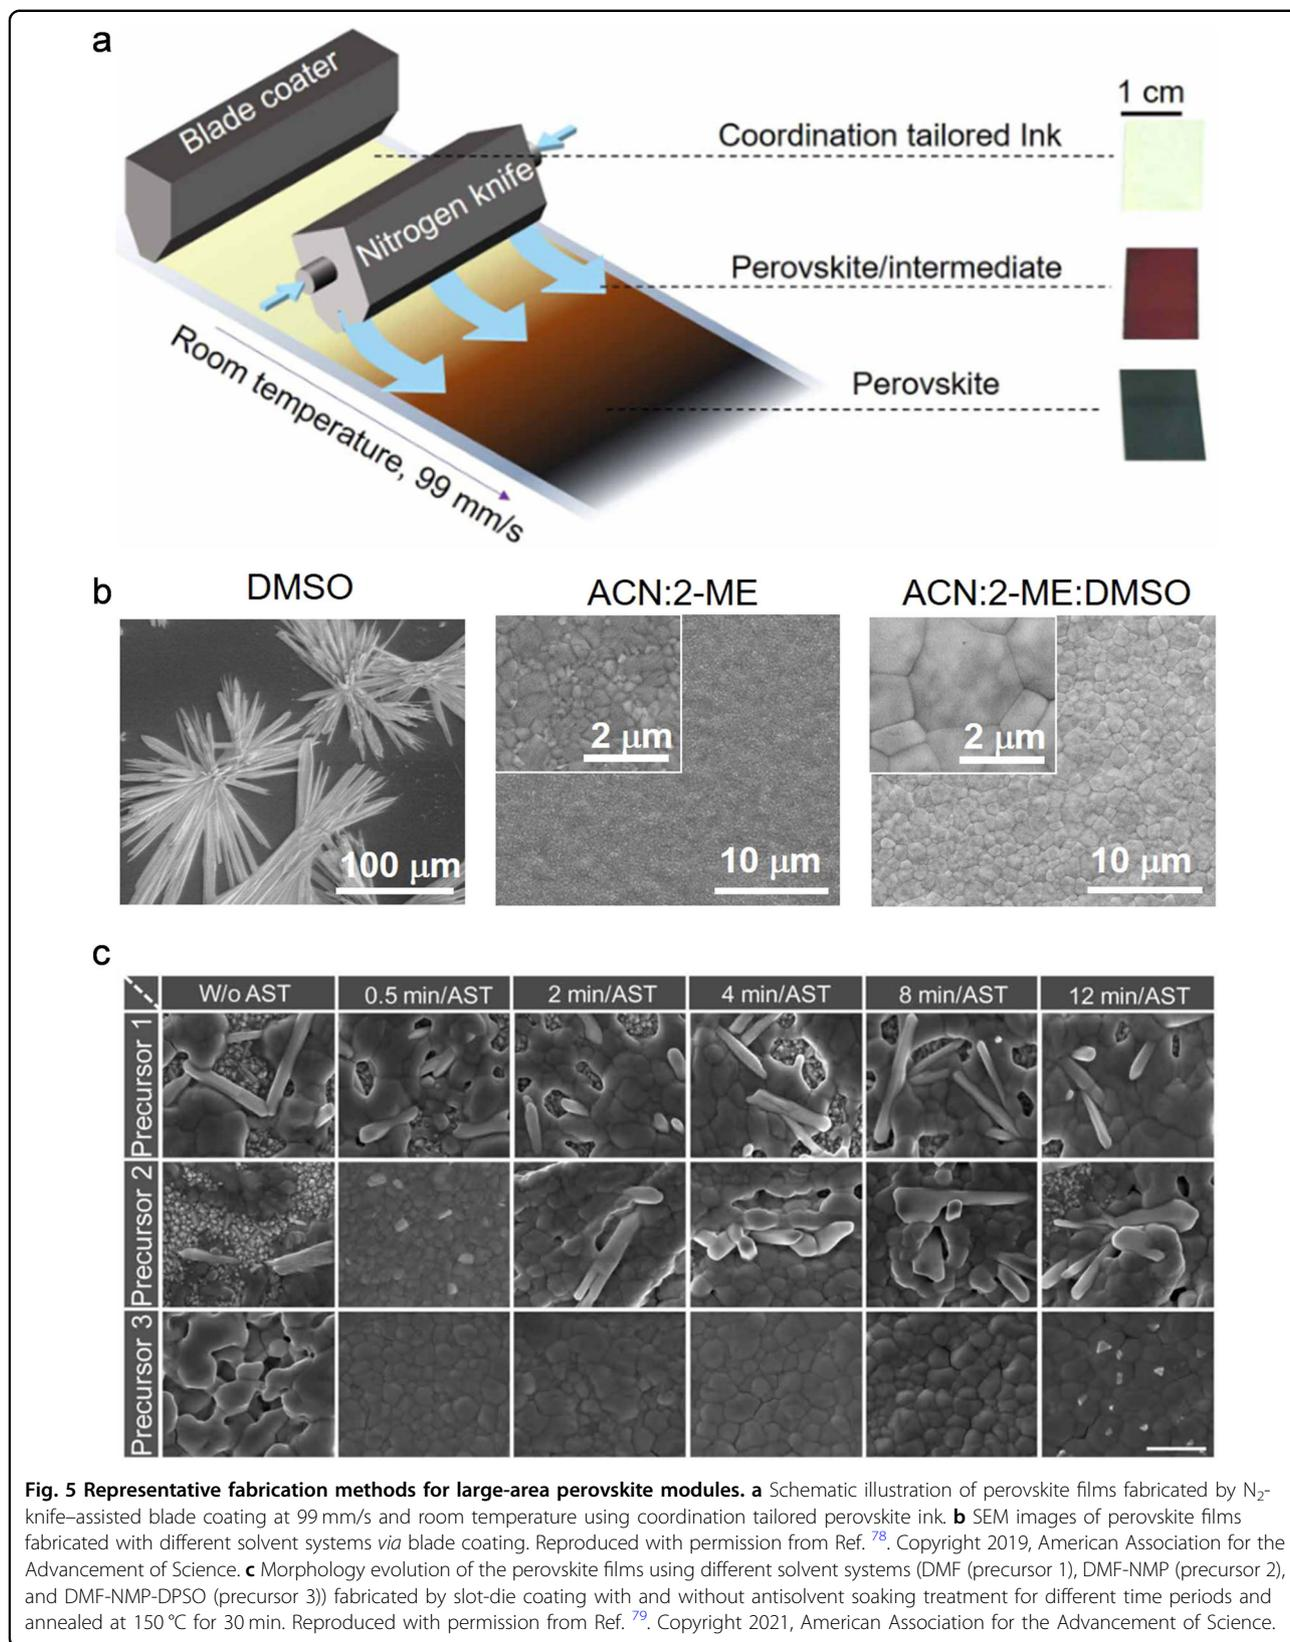 a
Blade coater
Nitrogen knife
Room temperature, 99 mm/s
1 cm
Coordination tailored Ink
Perovskite/intermediate
Perovskite
b
DMSO
ACN:2-ME
ACN:2-ME:DMSO
100 μm
2 μm
10 μm
2 μm
10 μm
c
W/o AST
0.5 min/AST
2 min/AST
4 min/AST
8 min/AST
12 min/AST
Precursor 1
Precursor 2
Precursor 3
Fig. 5 Representative fabrication methods for large-area perovskite modules. a Schematic illustration of perovskite films fabricated by N₂-
knife–assisted blade coating at 99 mm/s and room temperature using coordination tailored perovskite ink. b SEM images of perovskite films
fabricated with different solvent systems via blade coating. Reproduced with permission from Ref. 78. Copyright 2019, American Association for the
Advancement of Science. c Morphology evolution of the perovskite films using different solvent systems (DMF (precursor 1), DMF-NMP (precursor 2),
and DMF-NMP-DPSO (precursor 3)) fabricated by slot-die coating with and without antisolvent soaking treatment for different time periods and
annealed at 150 °C for 30 min. Reproduced with permission from Ref. 79. Copyright 2021, American Association for the Advancement of Science.